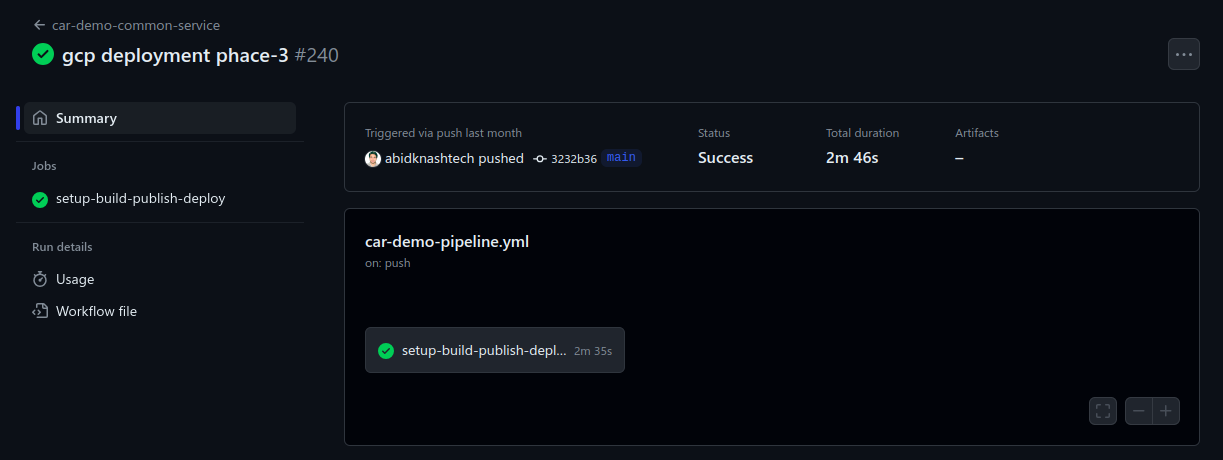 car-demo-common-service
gcp deployment phace-3 #240
Summary
Jobs
setup-build-publish-deploy
Run details
Usage
Workflow file
Triggered via push last month
abidknashtech pushed 3232b36 main
Status
Success
Total duration
2m 46s
Artifacts
–
car-demo-pipeline.yml
on: push
setup-build-publish-depl... 2m 35s